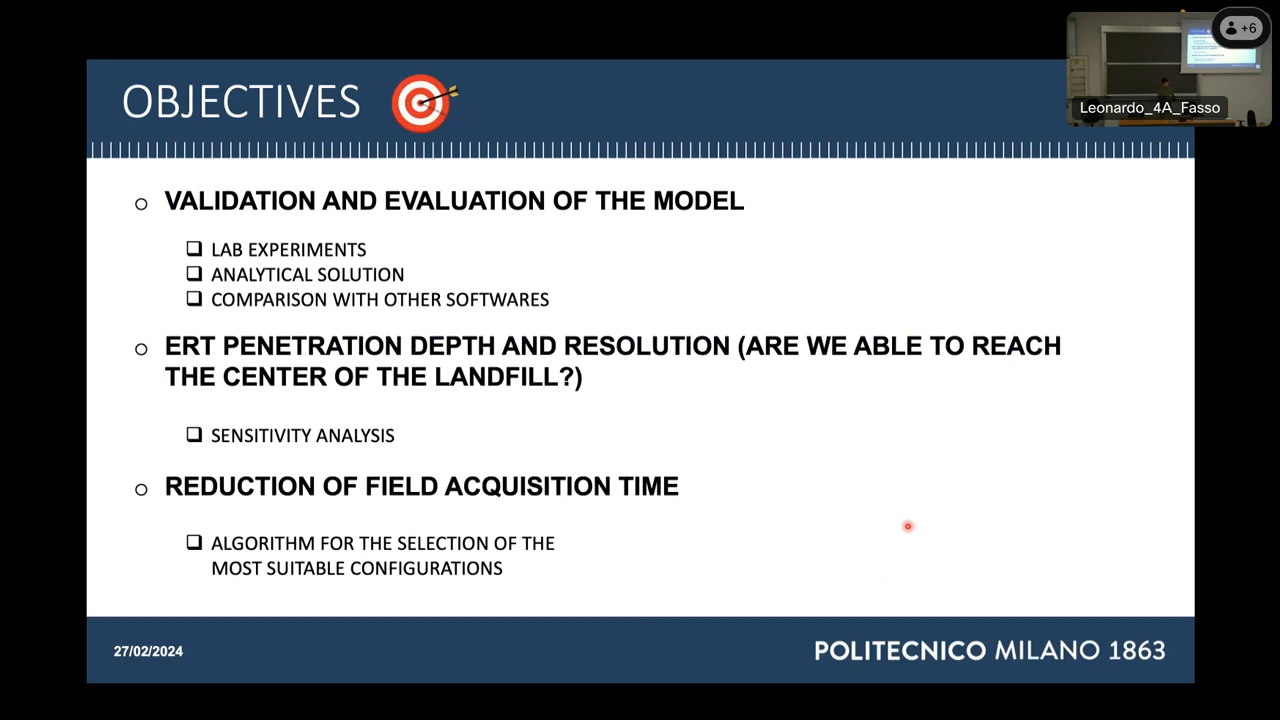 +6
OBJECTIVES
Leonardo_4A_Fasso
VALIDATION AND EVALUATION OF THE MODEL
LAB EXPERIMENTS
ANALYTICAL SOLUTION
COMPARISON WITH OTHER SOFTWARES
ERT PENETRATION DEPTH AND RESOLUTION (ARE WE ABLE TO REACH
THE CENTER OF THE LANDFILL?)
SENSITIVITY ANALYSIS
REDUCTION OF FIELD ACQUISITION TIME
ALGORITHM FOR THE SELECTION OF THE
MOST SUITABLE CONFIGURATIONS
27/02/2024
POLITECNICO MILANO 1863